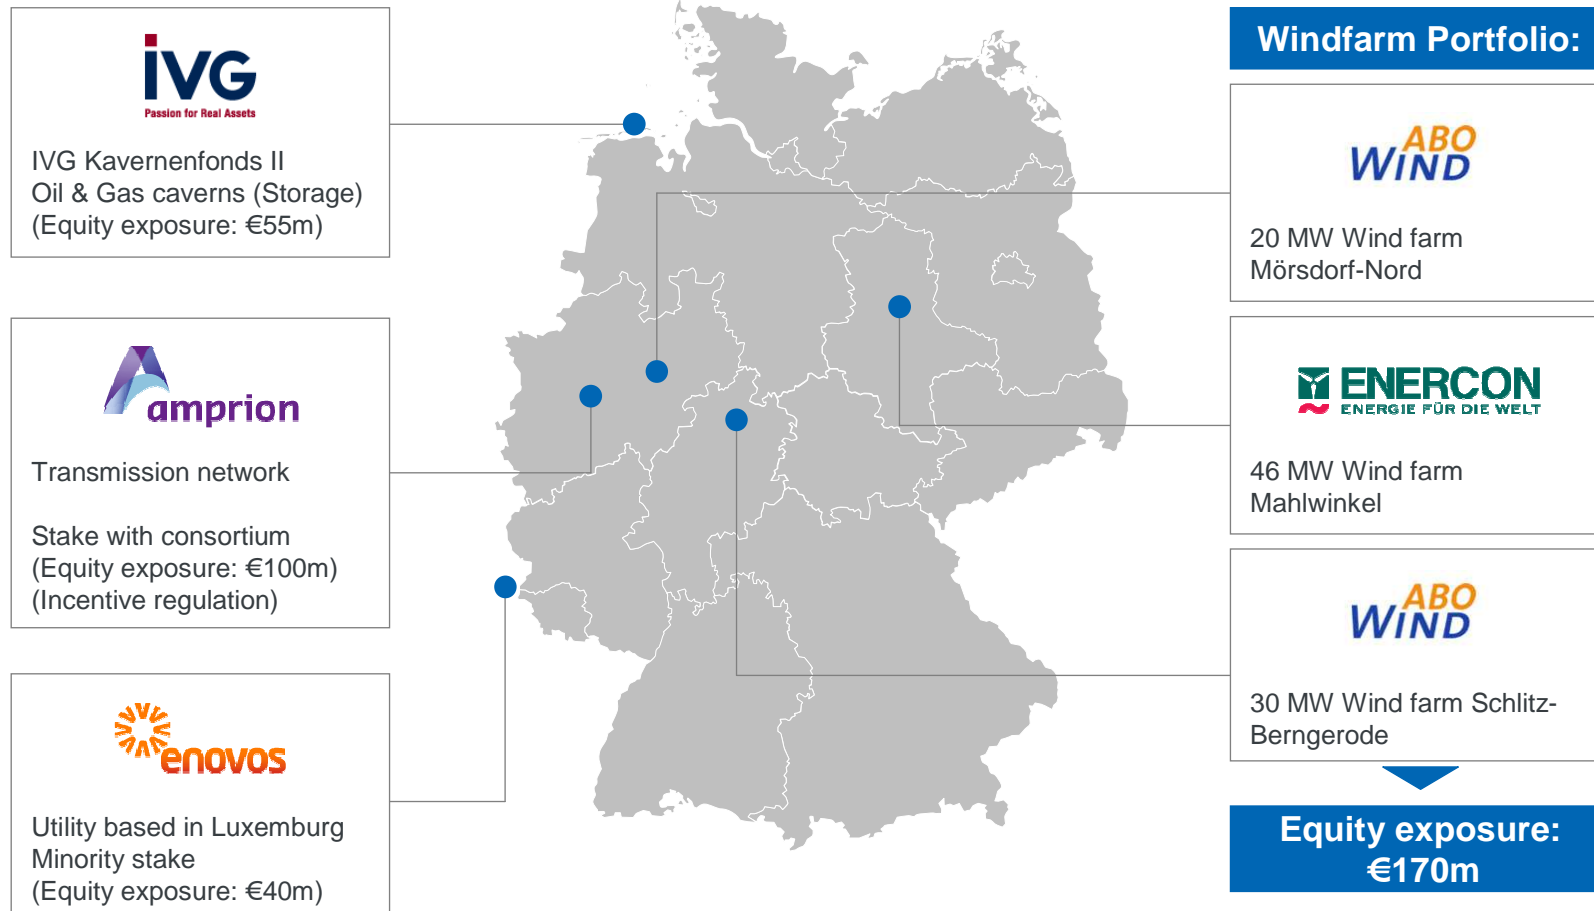 iVG
Passion for Real Assets
IVG Kavernenfonds II
Oil & Gas caverns (Storage)
(Equity exposure: €55m)
amprion
Transmission network
Stake with consortium
(Equity exposure: €100m)
(Incentive regulation)
enovos
Utility based in Luxemburg
Minority stake
(Equity exposure: €40m)
Windfarm Portfolio:
ABO
WIND
20 MW Wind farm
Mörsdorf-Nord
ENERCON
ENERGIE FÜR DIE WELT
46 MW Wind farm
Mahlwinkel
ABO
WIND
30 MW Wind farm Schlitz-
Berngerode
Equity exposure:
€170m